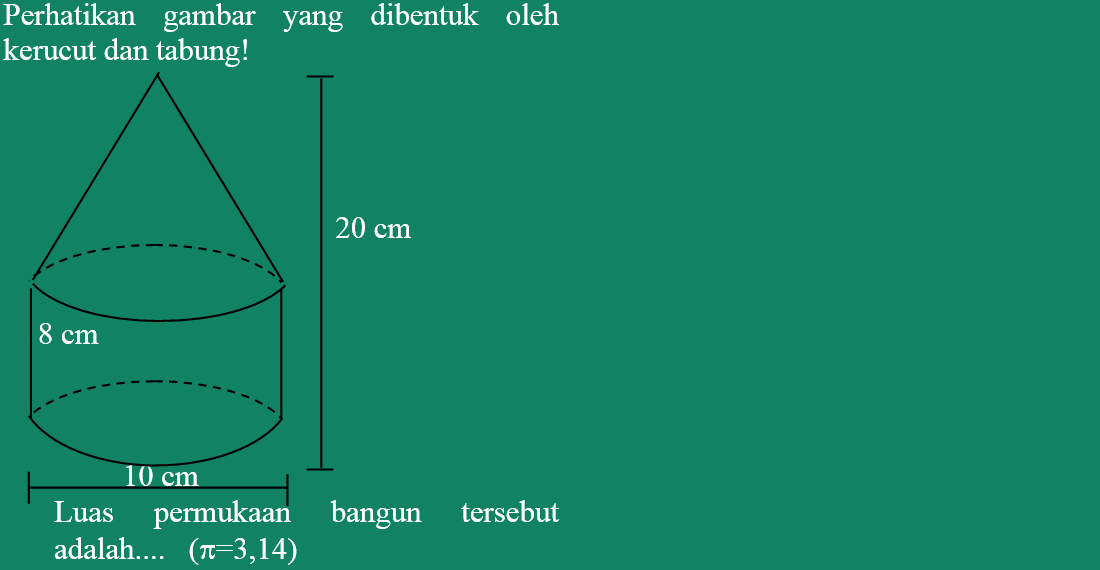 Perhatikan gambar yang dibentuk oleh
kerucut dan tabung!
20 cm
8 cm
10 cm
Luas permukaan bangun tersebut
adalah.... (π=3,14)